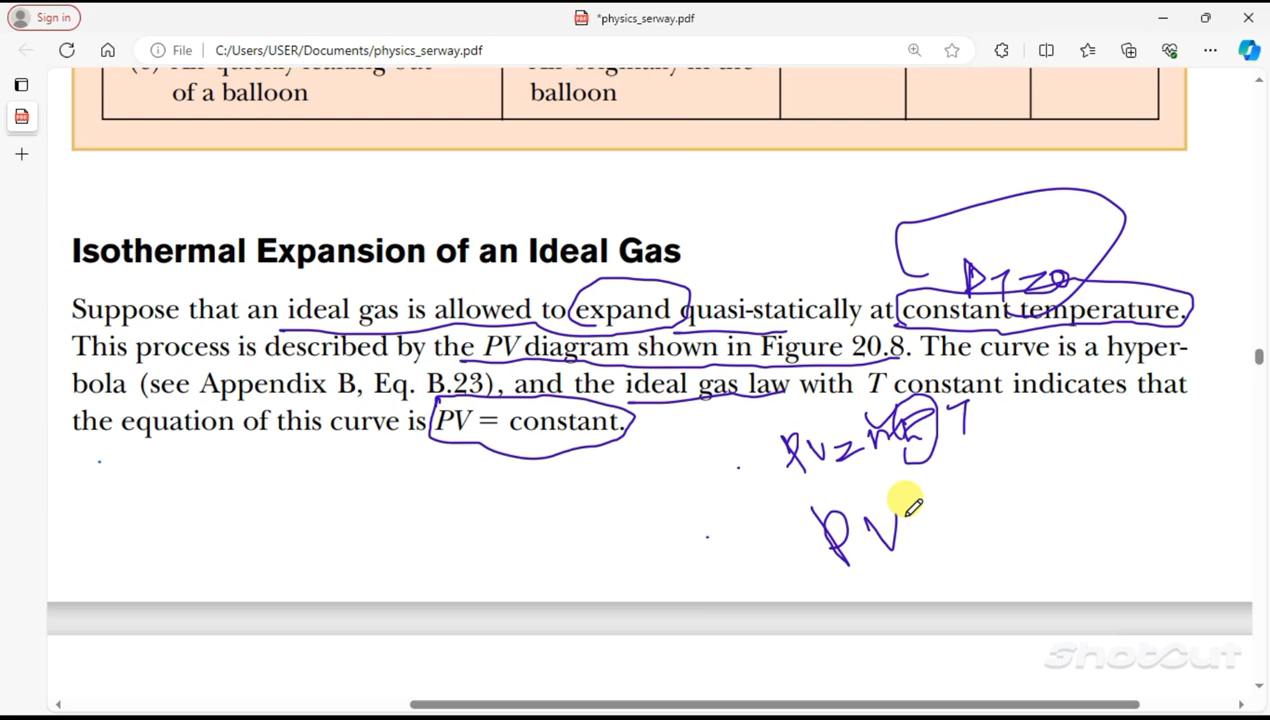 Sign in
*physics_serway.pdf
File C:/Users/USER/Documents/physics_serway.pdf
of a balloon
balloon
Isothermal Expansion of an Ideal Gas
Suppose that an ideal gas is allowed to expand quasi-statically at constant temperature.
This process is described by the PV diagram shown in Figure 20.8. The curve is a hyper-
bola (see Appendix B, Eq. B.23), and the ideal gas law with T constant indicates that
the equation of this curve is PV = constant.
PV = nRT
PV
ShotCut